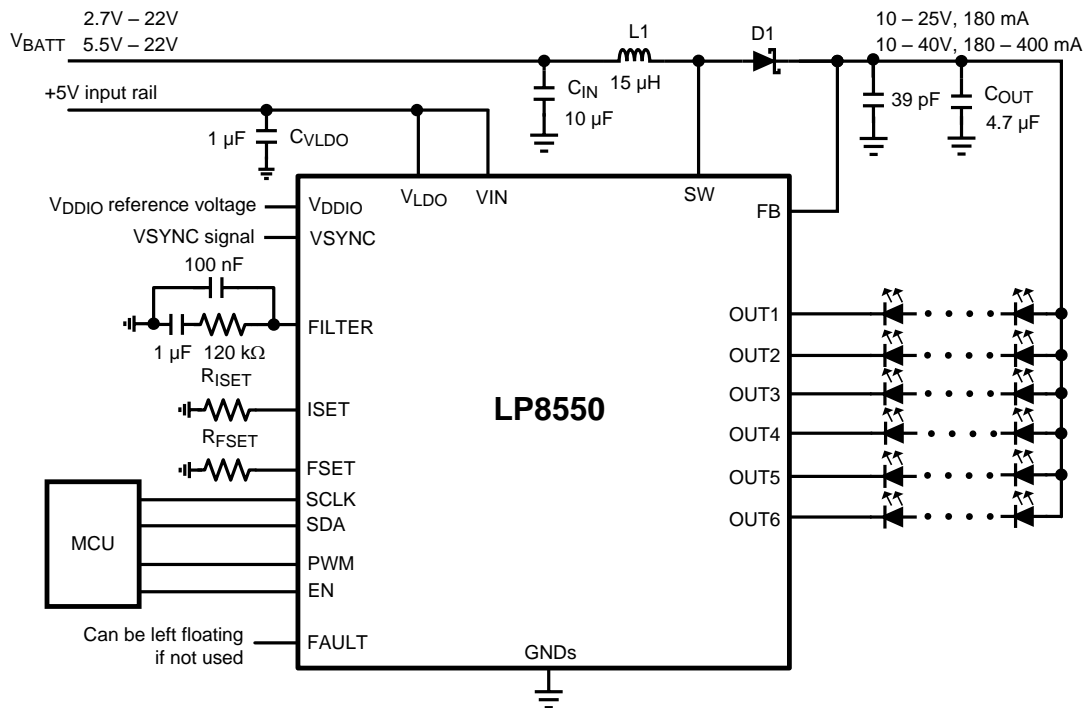 2.7V – 22V
VBATT 5.5V – 22V
L1
15 µH
D1
10 – 25V, 180 mA
10 – 40V, 180 – 400 mA
+5V input rail
CIN
10 µF
39 pF
COUT
4.7 µF
1 µF
CVLDO
VLDO
VIN
SW
FB
VDDIO reference voltage
VDDIO
VSYNC signal
VSYNC
100 nF
FILTER
1 µF
120 kΩ
RISET
ISET
RFSET
FSET
LP8550
OUT1
OUT2
OUT3
OUT4
OUT5
OUT6
MCU
SCLK
SDA
PWM
EN
Can be left floating
if not used
FAULT
GNDs